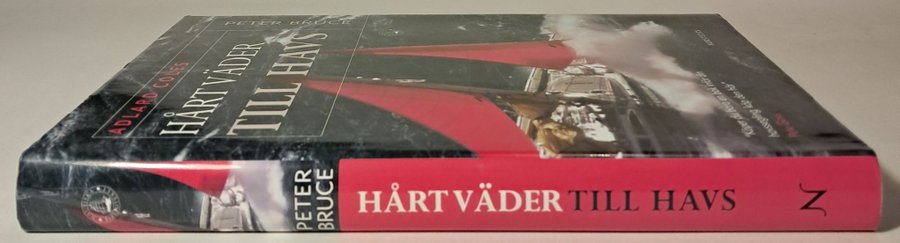 PETER BRUCE
ADLARD COLES
HÅRT VÄDER
TILL HAVS
PETER
BRUCE
HÅRT VÄDER TILL HAVS